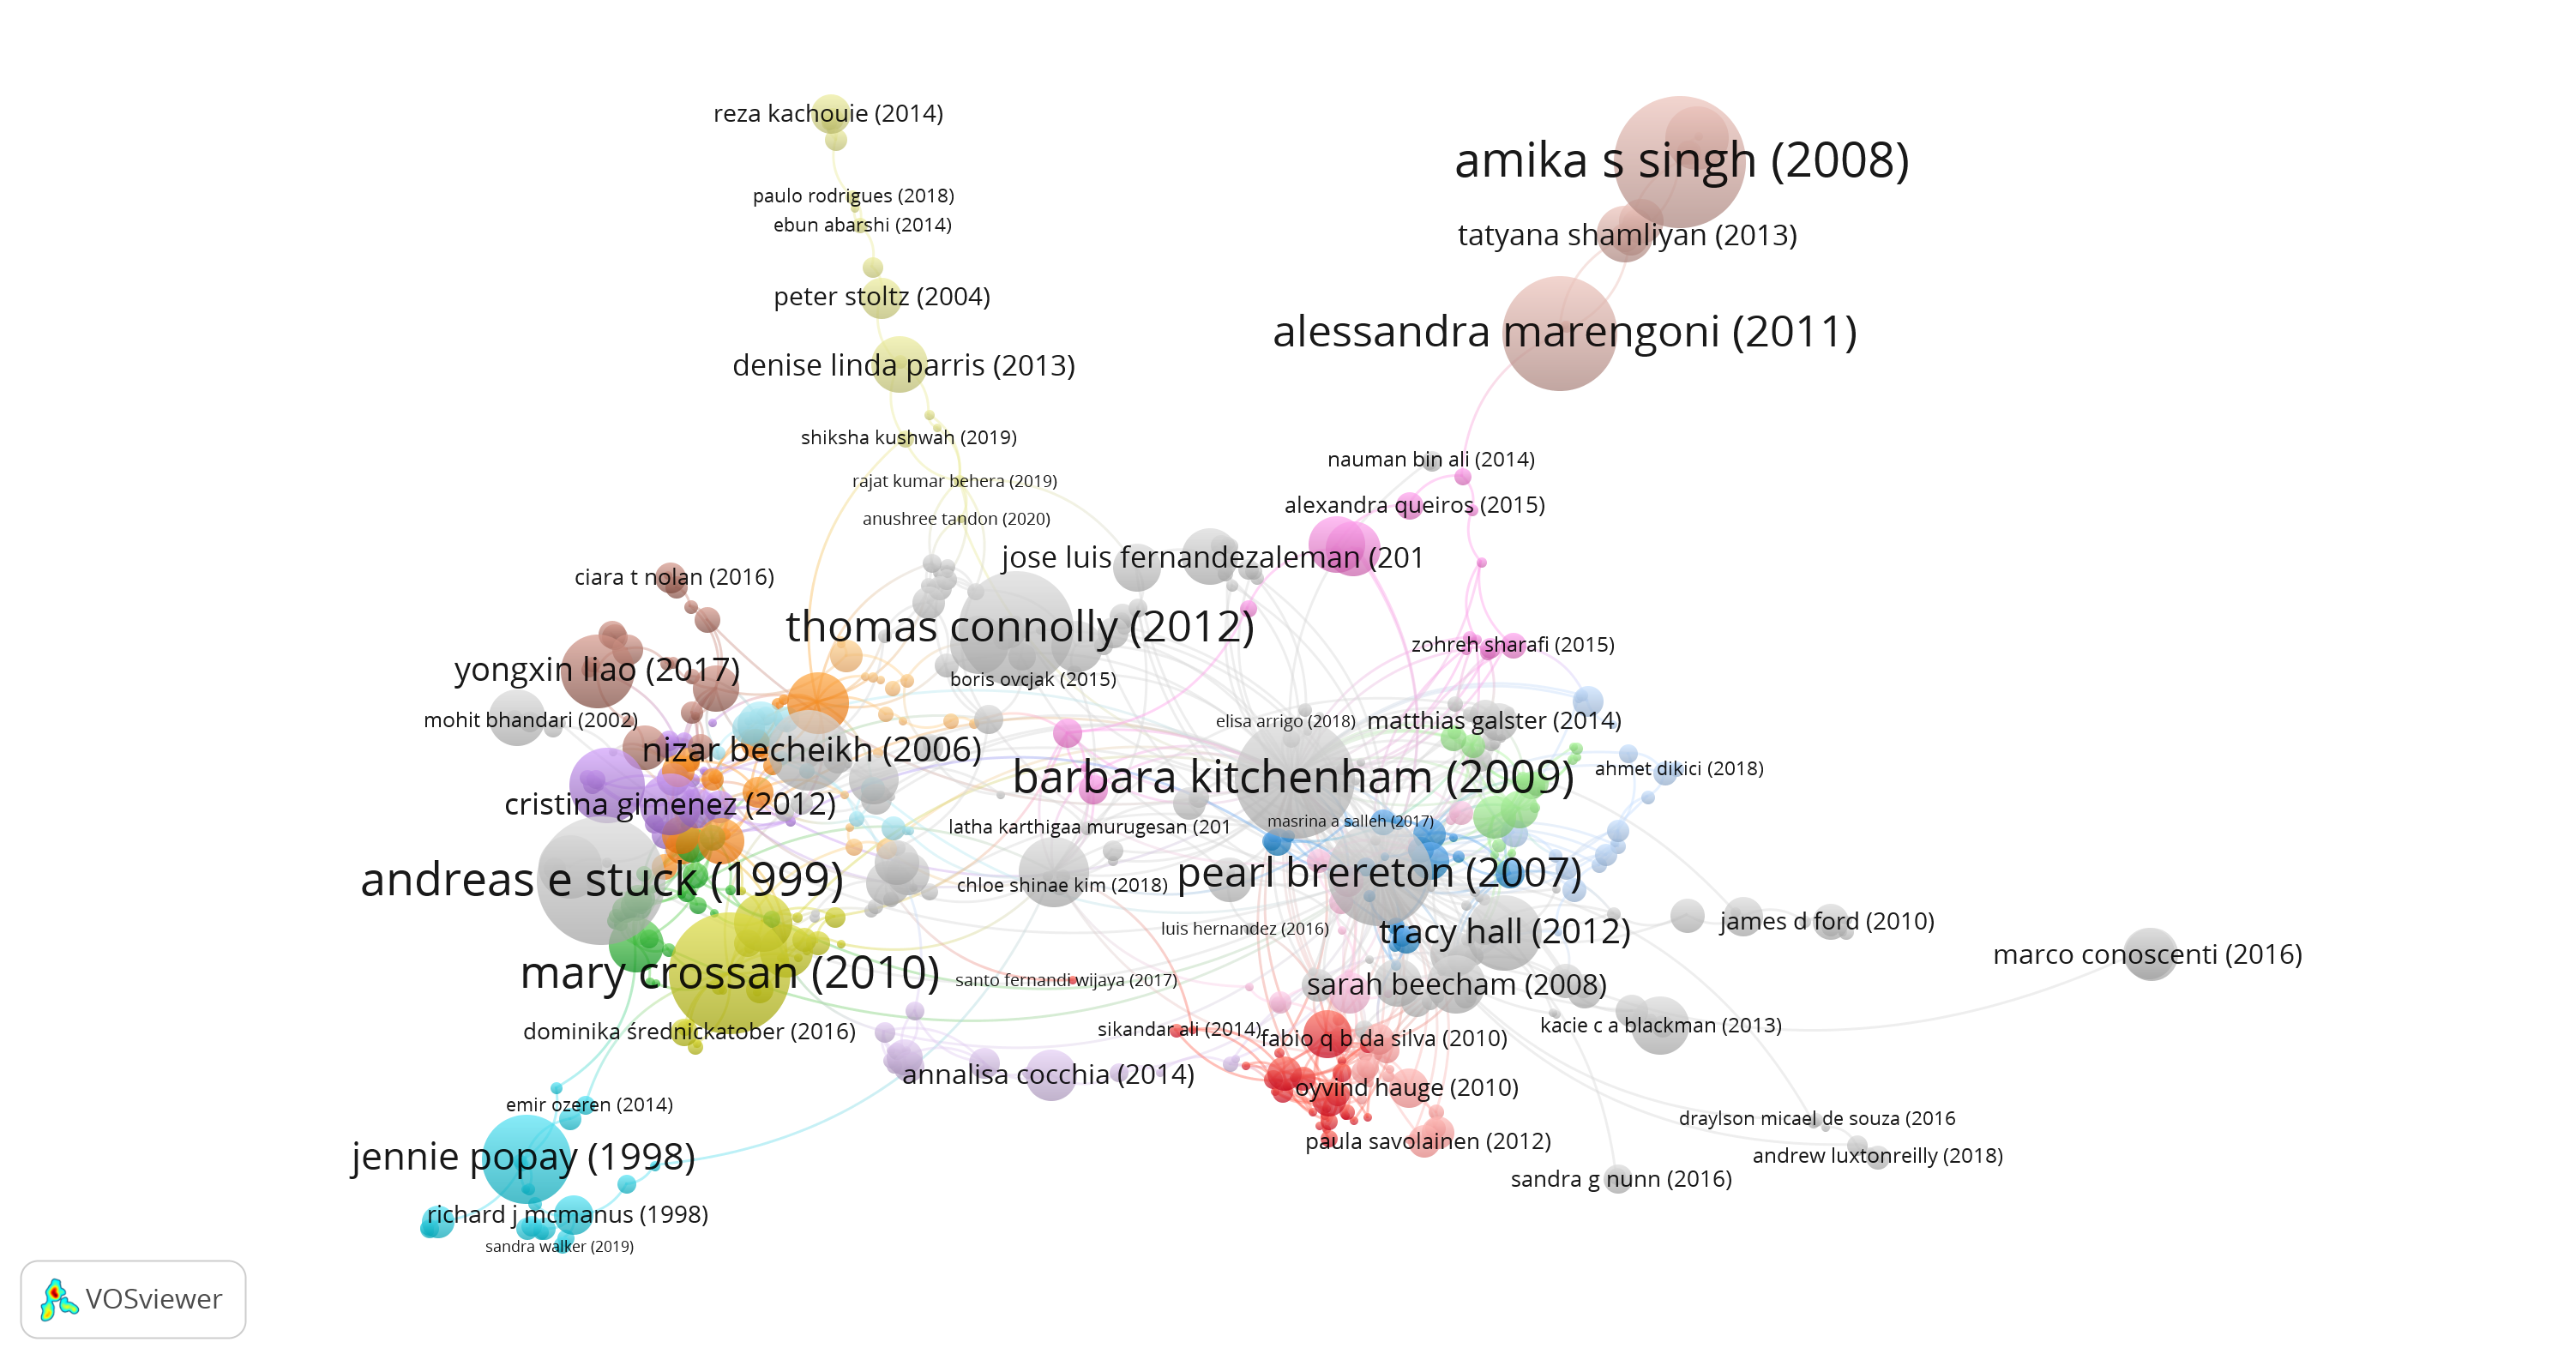 reza kachouie (2014)
amika s singh (2008)
paulo rodrigues (2018)
ebun abarshi (2014)
tatyana shamliyan (2013)
peter stoltz (2004)
alessandra marengoni (2011)
denise linda parris (2013)
shiksha kushwah (2019)
nauman bin ali (2014)
rajat kumar behera (2019)
alexandra queiros (2015)
anushree tandon (2020)
jose luis fernandezaleman (201
ciara t nolan (2016)
thomas connolly (2012)
zohreh sharafi (2015)
yongxin liao (2017)
boris ovcjak (2015)
mohit bhandari (2002)
elisa arrigo (2018)
matthias galster (2014)
nizar becheikh (2006)
barbara kitchenham (2009)
ahmet dikici (2018)
cristina gimenez (2012)
latha karthigaa murugesan (201
masrina a salleh (2017)
andreas e stuck (1999)
chloe shinae kim (2018)
pearl brereton (2007)
luis hernandez (2016)
tracy hall (2012)
james d ford (2010)
marco conoscenti (2016)
mary crossan (2010)
santo fernandi wijaya (2017)
sarah beecham (2008)
dominika średnickatober (2016)
sikandar ali (2014)
fabio q b da silva (2010)
kacie c a blackman (2013)
annalisa cocchia (2014)
oyvind hauge (2010)
emir ozeren (2014)
draylson micael de souza (2016
paula savolainen (2012)
jennie popay (1998)
andrew luxtonreilly (2018)
sandra g nunn (2016)
richard j mcmanus (1998)
sandra walker (2019)
VOSviewer